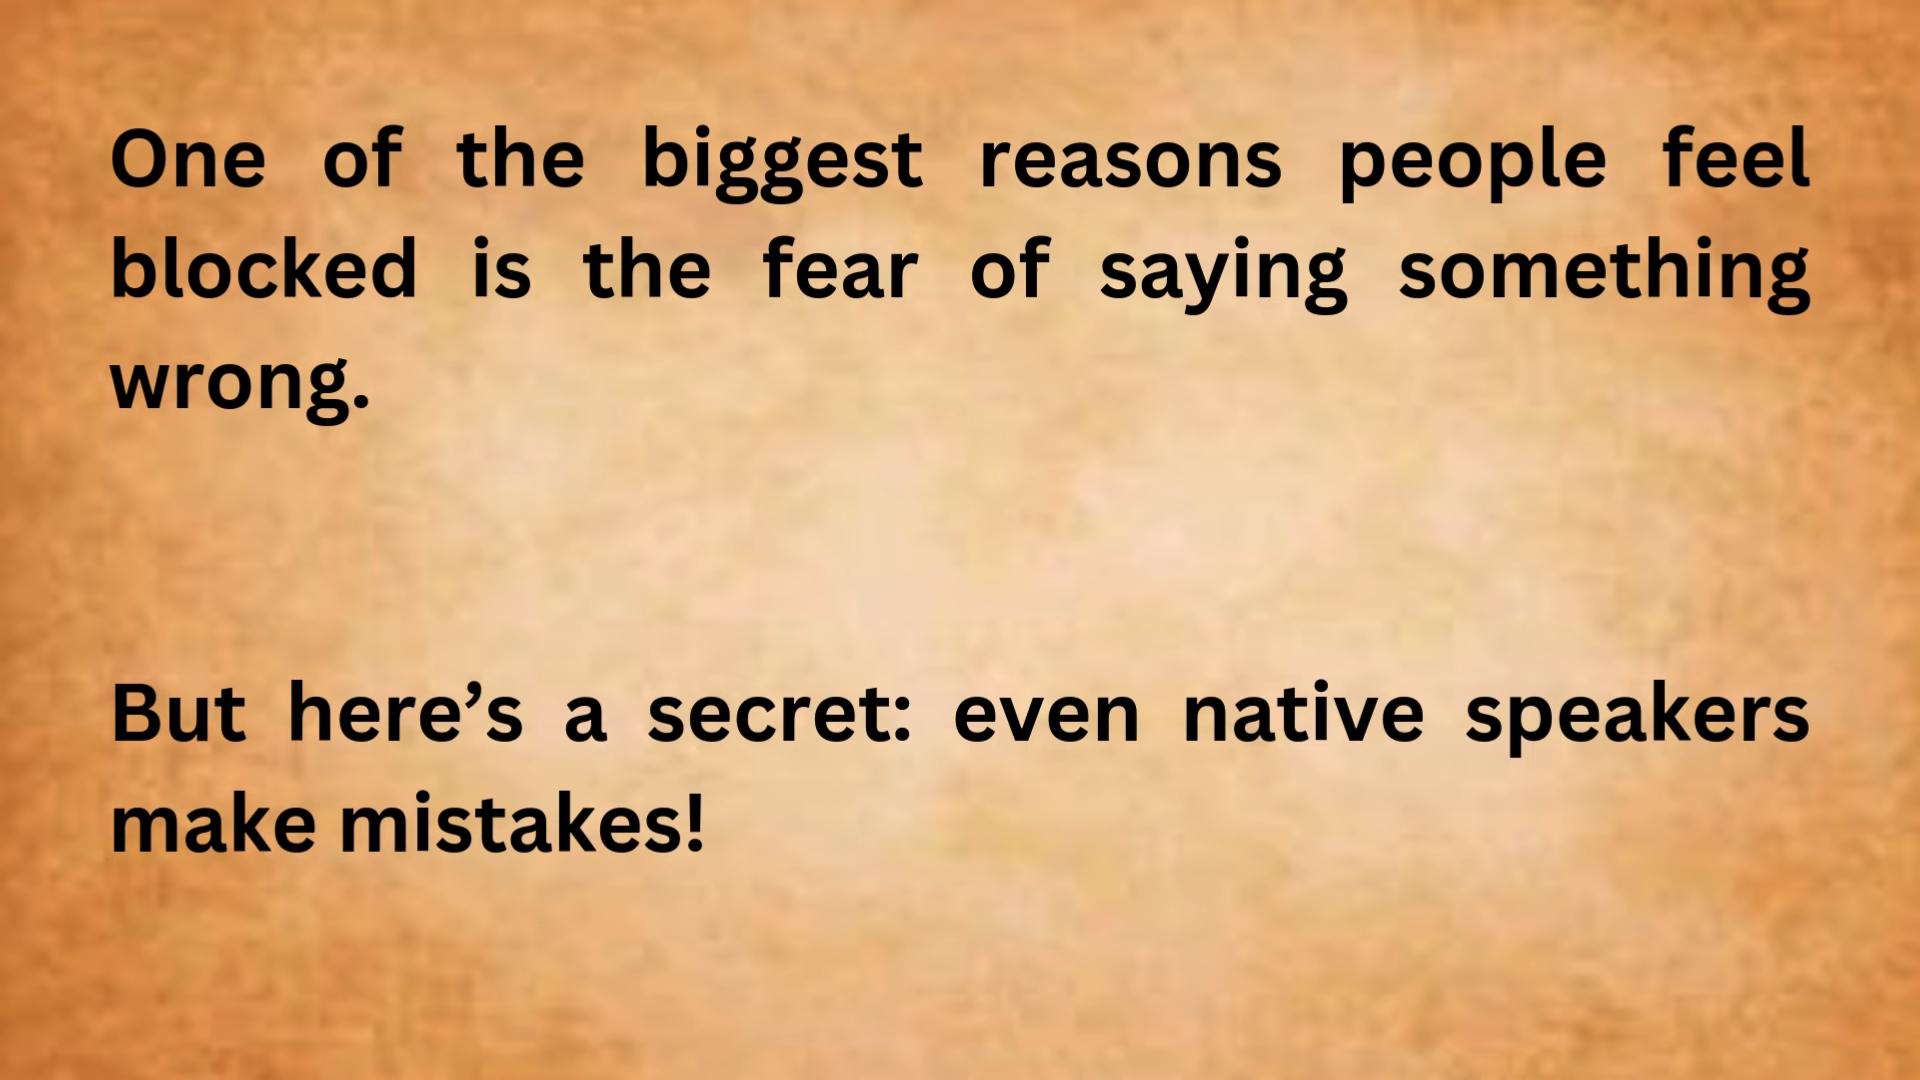 One of the biggest reasons people feel
blocked is the fear of saying something
wrong.
But here’s a secret: even native speakers
make mistakes!